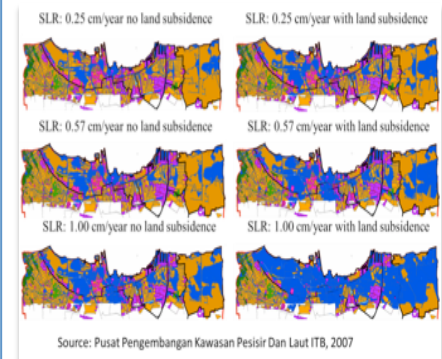 SLR: 0.25 cm/year no land subsidence
SLR: 0.25 cm/year with land subsidence
SLR: 0.57 cm/year no land subsidence
SLR: 0.57 cm/year with land subsidence
SLR: 1.00 cm/year no land subsidence
SLR: 1.00 cm/year with land subsidence
Source: Pusat Pengembangan Kawasan Pesisir Dan Laut ITB, 2007